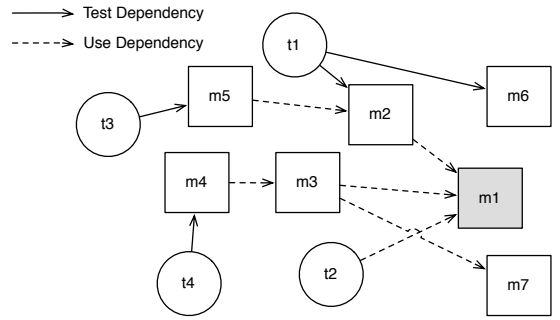 Test Dependency
Use Dependency
t1
m5
m6
m2
t3
m4
m3
m1
t2
t4
m7